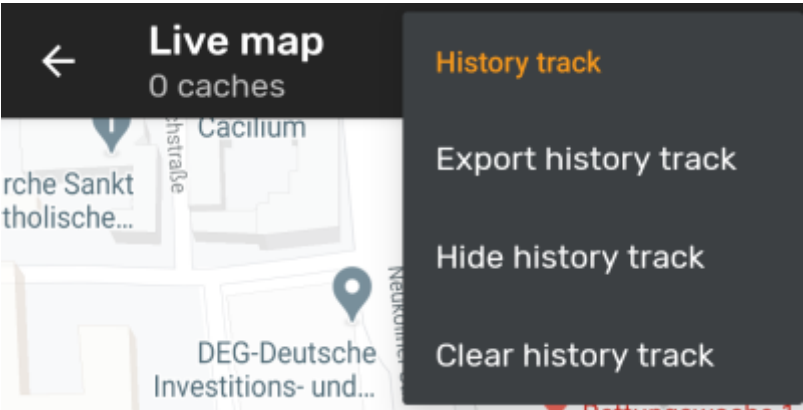 Live map
0 caches
History track
Export history track
Hide history track
Clear history track
Cäcilium
rche Sankt
tholische...
chstraße
DEG-Deutsche
Investitions- und...